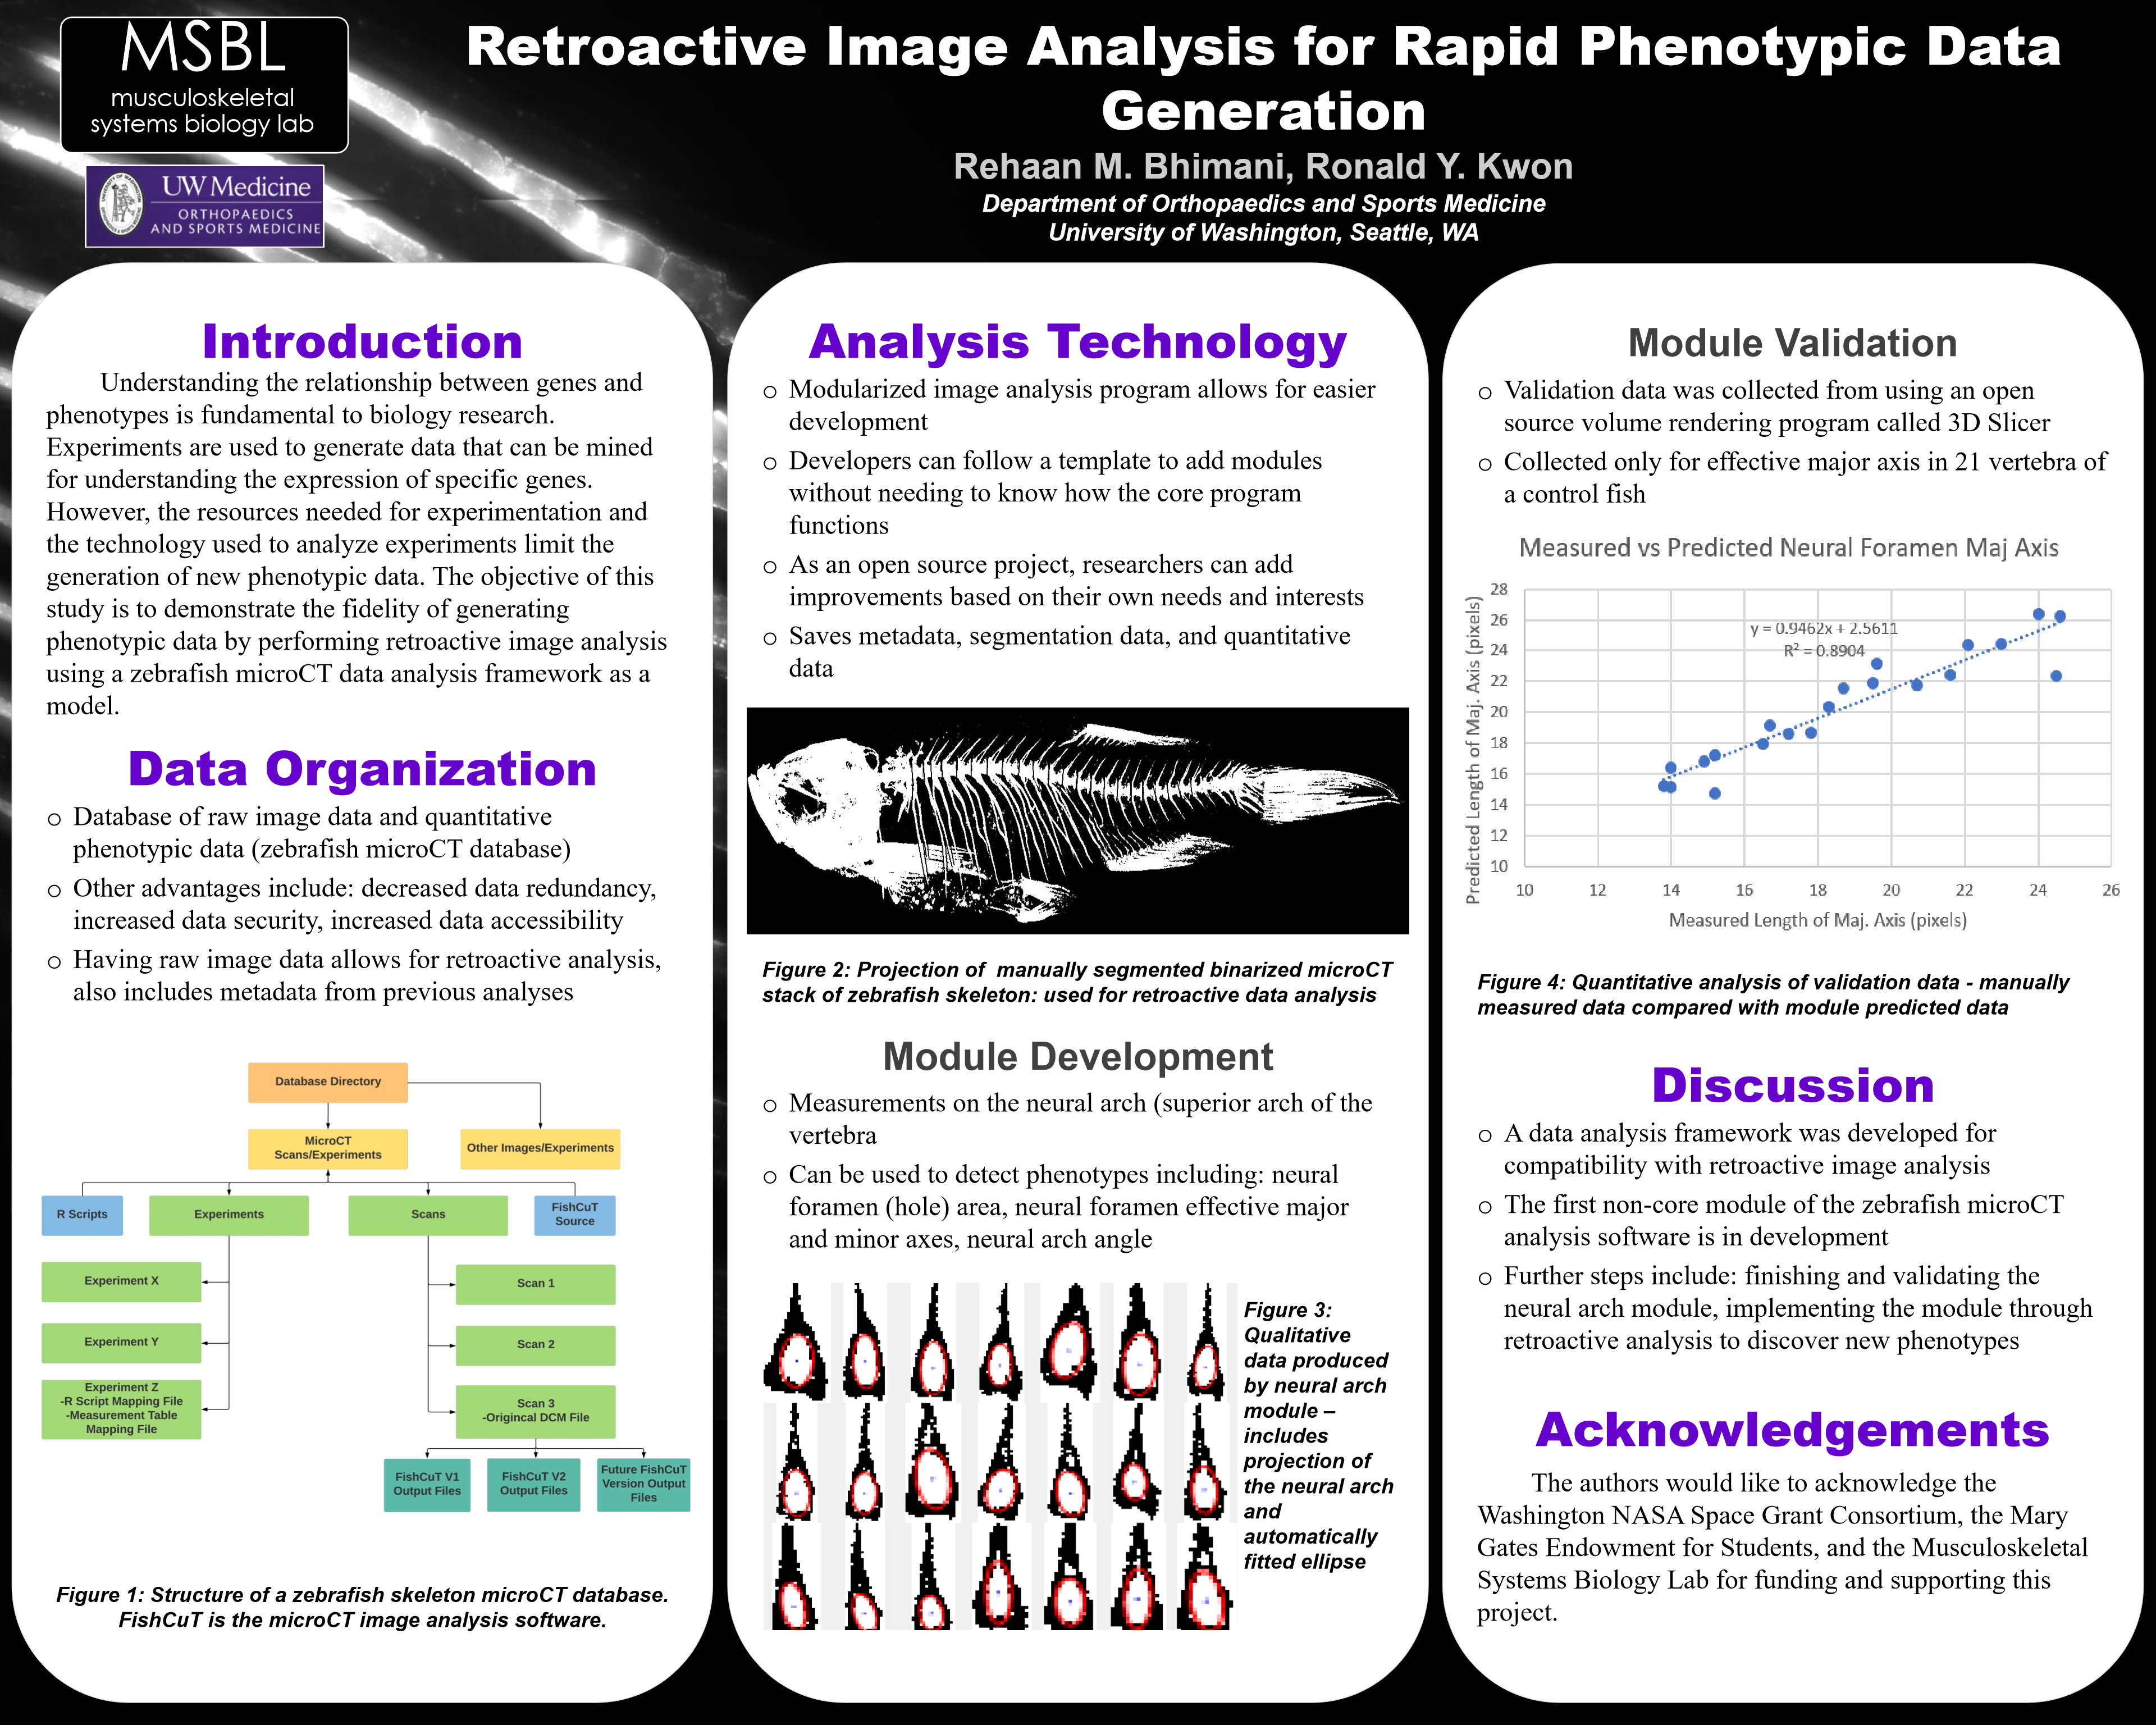 MSBL
musculoskeletal
systems biology lab
UW Medicine
ORTHOPAEDICS
AND SPORTS MEDICINE
Retroactive Image Analysis for Rapid Phenotypic Data
Generation
Rehaan M. Bhimani, Ronald Y. Kwon
Department of Orthopaedics and Sports Medicine
University of Washington, Seattle, WA
Introduction
Understanding the relationship between genes and
phenotypes is fundamental to biology research.
Experiments are used to generate data that can be mined
for understanding the expression of specific genes.
However, the resources needed for experimentation and
the technology used to analyze experiments limit the
generation of new phenotypic data. The objective of this
study is to demonstrate the fidelity of generating
phenotypic data by performing retroactive image analysis
using a zebrafish microCT data analysis framework as a
model.
Data Organization
o Database of raw image data and quantitative
phenotypic data (zebrafish microCT database)
o Other advantages include: decreased data redundancy,
increased data security, increased data accessibility
o Having raw image data allows for retroactive analysis,
also includes metadata from previous analyses
Database Directory
MicroCT
Scans/Experiments
Other Images/Experiments
R Scripts
Experiments
Scans
FishCuT
Source
Experiment X
Experiment Y
Experiment Z
-R Script Mapping File
-Measurement Table
Mapping File
Scan 1
Scan 2
Scan 3
-Origincal DCM File
FishCuT V1
Output Files
FishCuT V2
Output Files
Future FishCuT
Version Output
Files
Figure 1: Structure of a zebrafish skeleton microCT database.
FishCuT is the microCT image analysis software.
Analysis Technology
o Modularized image analysis program allows for easier
development
o Developers can follow a template to add modules
without needing to know how the core program
functions
o As an open source project, researchers can add
improvements based on their own needs and interests
o Saves metadata, segmentation data, and quantitative
data
Figure 2: Projection of manually segmented binarized microCT
stack of zebrafish skeleton: used for retroactive data analysis
Module Development
o Measurements on the neural arch (superior arch of the
vertebra
o Can be used to detect phenotypes including: neural
foramen (hole) area, neural foramen effective major
and minor axes, neural arch angle
Figure 3:
Qualitative
data produced
by neural arch
module –
includes
projection of
the neural arch
and
automatically
fitted ellipse
Module Validation
o Validation data was collected from using an open
source volume rendering program called 3D Slicer
o Collected only for effective major axis in 21 vertebra of
a control fish
Measured vs Predicted Neural Foramen Maj Axis
Predicted Length of Maj. Axis (pixels)
28
26
24
22
20
18
16
14
12
10
y = 0.9462x + 2.5611
R² = 0.8904
10 12 14 16 18 20 22 24 26
Measured Length of Maj. Axis (pixels)
Figure 4: Quantitative analysis of validation data - manually
measured data compared with module predicted data
Discussion
o A data analysis framework was developed for
compatibility with retroactive image analysis
o The first non-core module of the zebrafish microCT
analysis software is in development
o Further steps include: finishing and validating the
neural arch module, implementing the module through
retroactive analysis to discover new phenotypes
Acknowledgements
The authors would like to acknowledge the
Washington NASA Space Grant Consortium, the Mary
Gates Endowment for Students, and the Musculoskeletal
Systems Biology Lab for funding and supporting this
project.